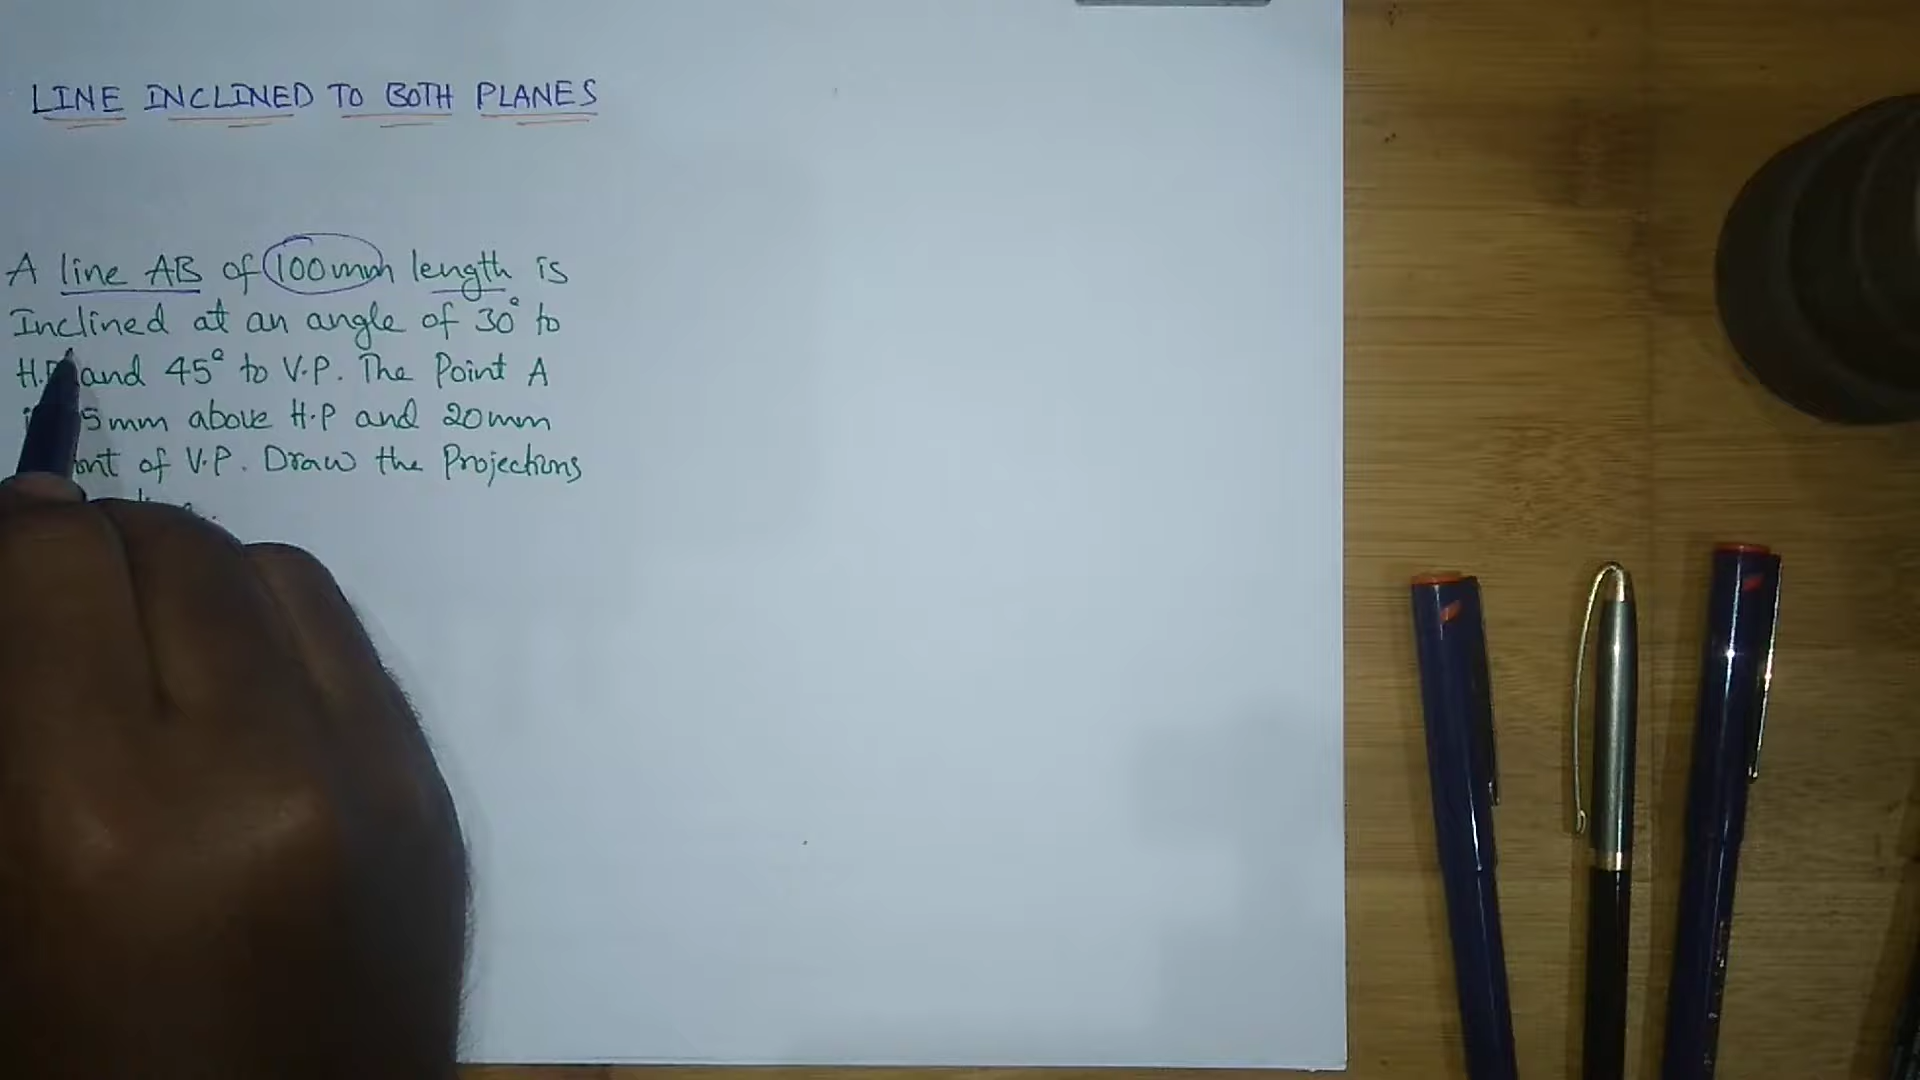 LINE INCLINED TO BOTH PLANES
A line AB of 100mm length is
Inclined at an angle of 30° to
and 45° to V.P. The Point A
5mm above H.P and 20mm
of V.P. Draw the Projections